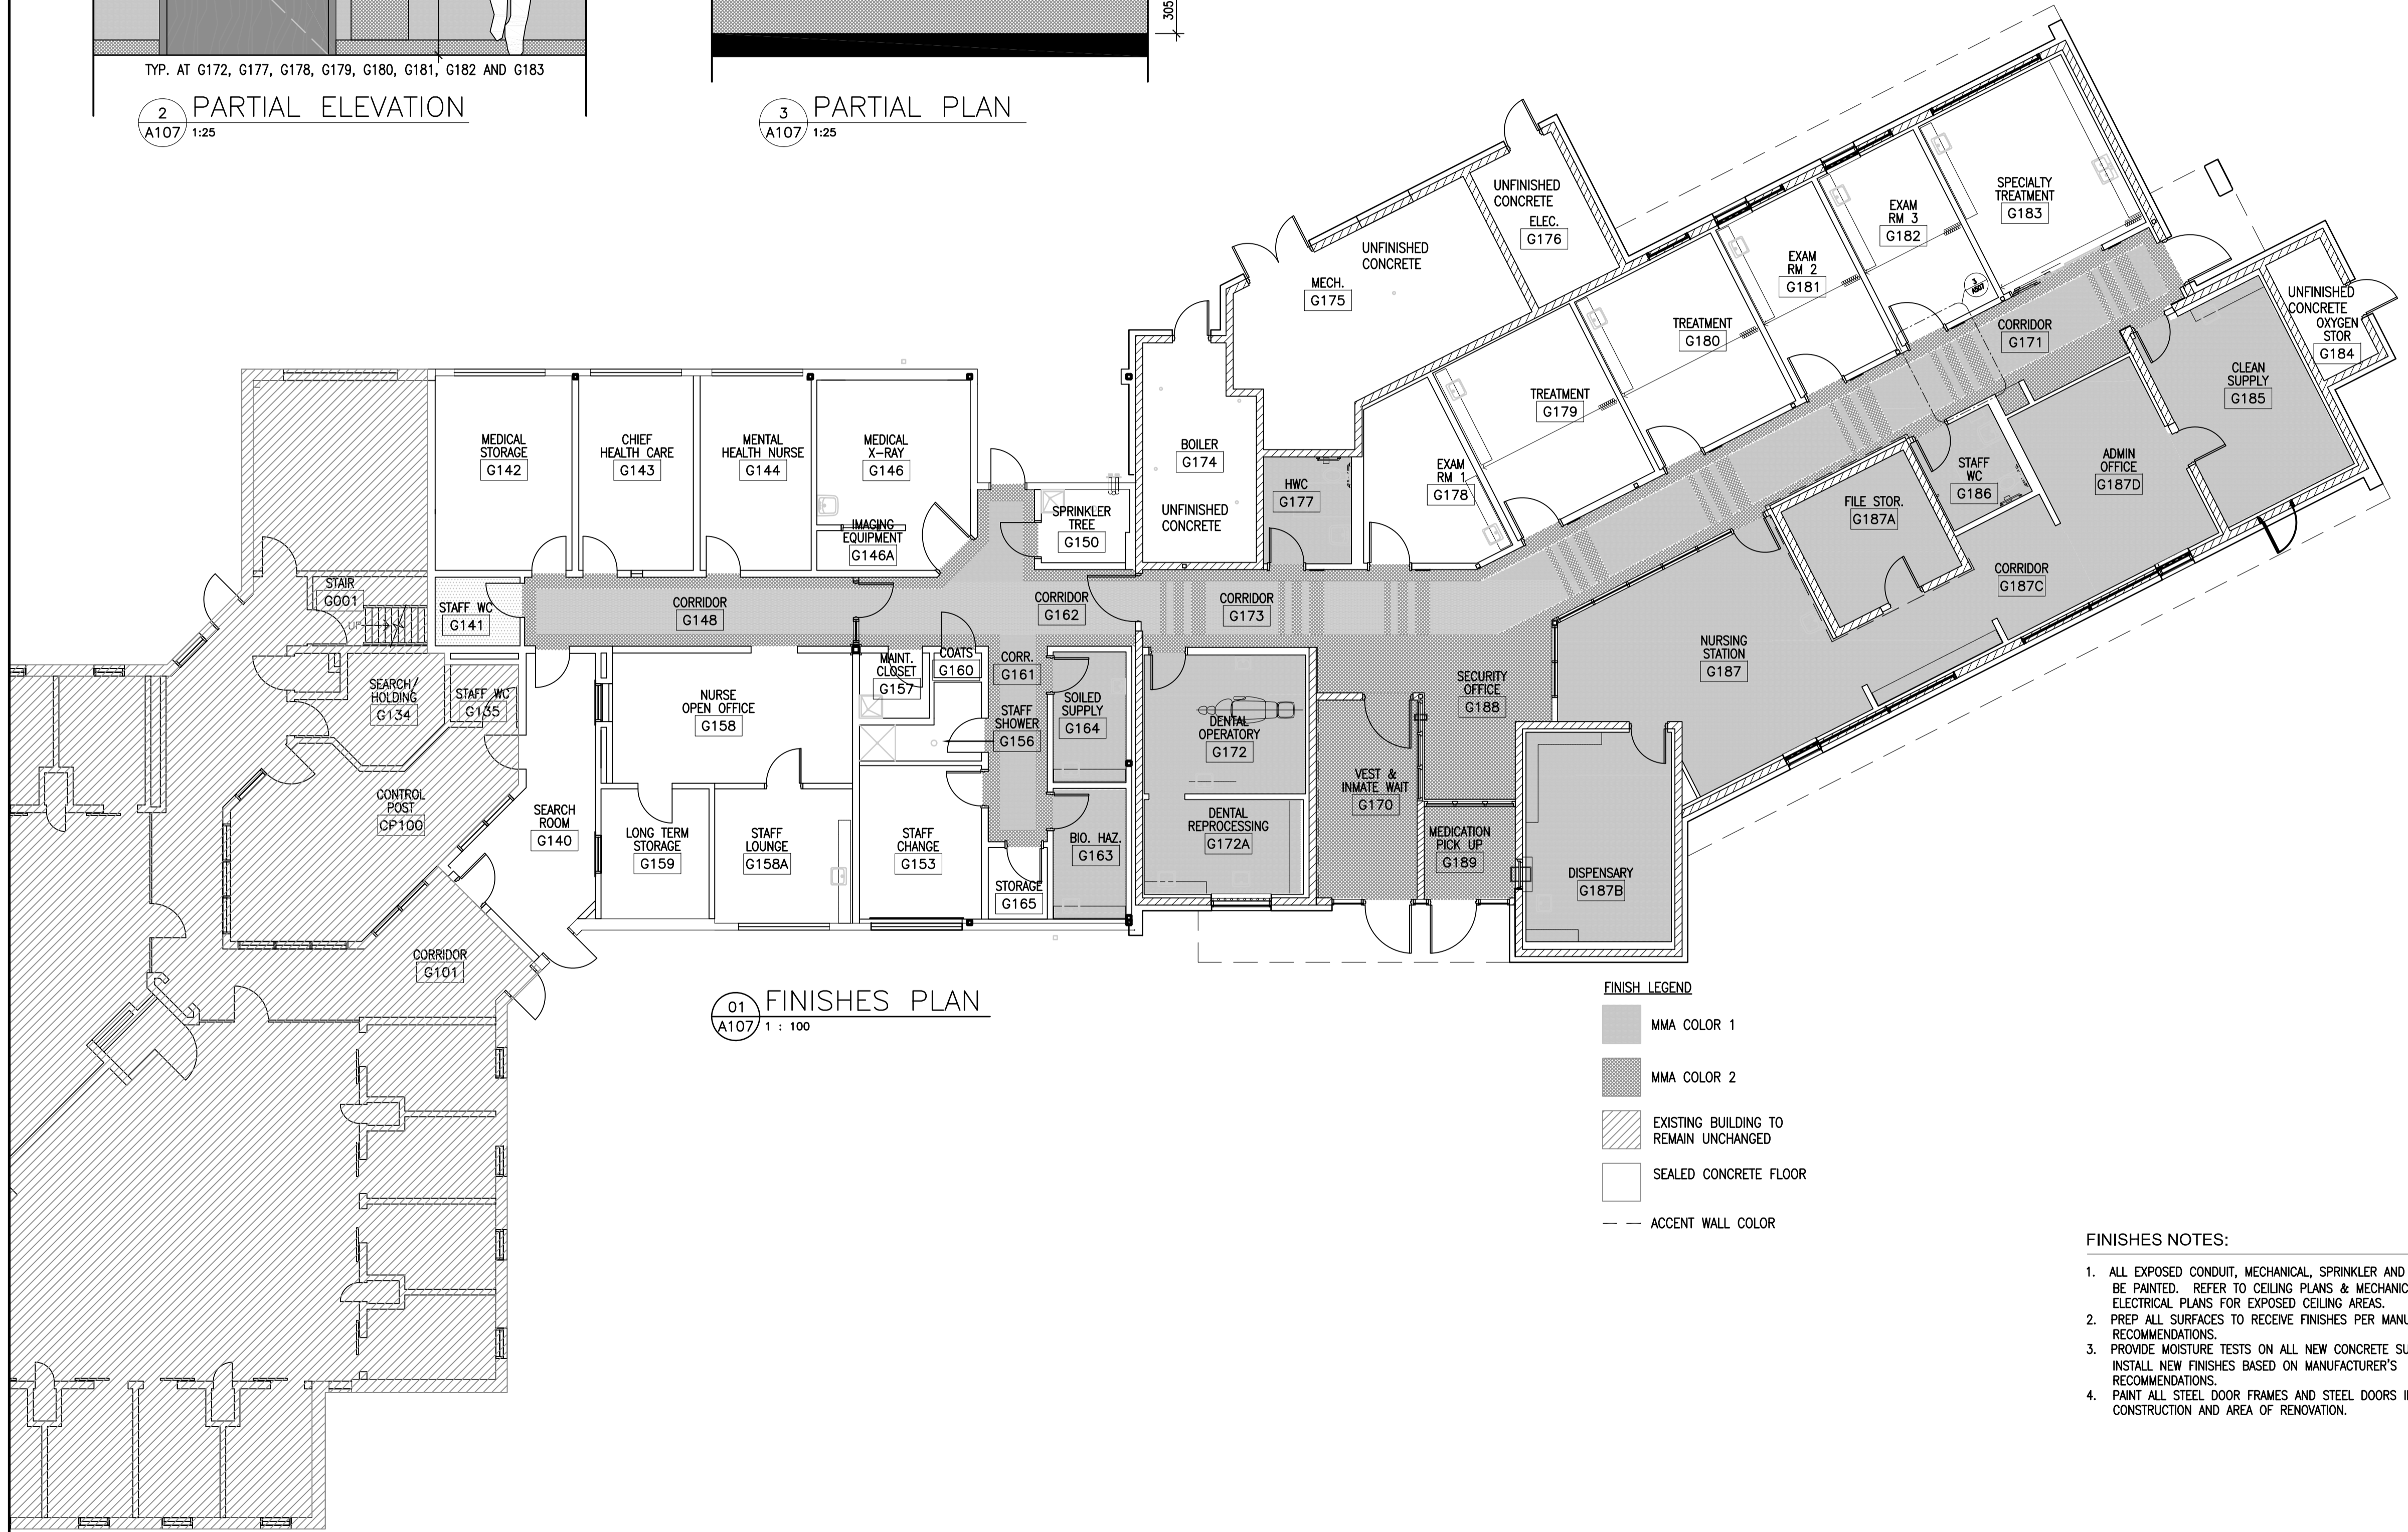 TYP. AT G172, G177, G178, G179, G180, G181, G182 AND G183
2
A107
PARTIAL ELEVATION
1:25
305
3
A107
PARTIAL PLAN
1:25
UNFINISHED
CONCRETE
ELEC.
G176
UNFINISHED
CONCRETE
MECH.
G175
SPECIALTY
TREATMENT
G183
EXAM
RM 3
G182
EXAM
RM 2
G181
TREATMENT
G180
TREATMENT
G179
EXAM
RM 1
G178
3
A507
CORRIDOR
G171
UNFINISHED
CONCRETE
OXYGEN
STOR
G184
CLEAN
SUPPLY
G185
ADMIN
OFFICE
G187D
STAFF
WC
G186
FILE STOR.
G187A
CORRIDOR
G187C
NURSING
STATION
G187
MEDICAL
STORAGE
G142
CHIEF
HEALTH CARE
G143
MENTAL
HEALTH NURSE
G144
MEDICAL
X-RAY
G146
IMAGING
EQUIPMENT
G146A
SPRINKLER
TREE
G150
BOILER
G174
UNFINISHED
CONCRETE
HWC
G177
STAIR
G001
UP
STAFF WC
G141
CORRIDOR
G148
CORRIDOR
G162
CORRIDOR
G173
SEARCH/
HOLDING
G134
STAFF WC
G135
NURSE
OPEN OFFICE
G158
MAINT.
CLOSET
G157
COATS
G160
CORR.
G161
STAFF
SHOWER
G156
SOILED
SUPPLY
G164
DENTAL
OPERATORY
G172
SECURITY
OFFICE
G188
VEST &
INMATE WAIT
G170
CONTROL
POST
CP100
SEARCH
ROOM
G140
LONG TERM
STORAGE
G159
STAFF
LOUNGE
G158A
STAFF
CHANGE
G153
STORAGE
G165
BIO. HAZ.
G163
DENTAL
REPROCESSING
G172A
MEDICATION
PICK UP
G189
DISPENSARY
G187B
CORRIDOR
G101
01
A107
FINISHES PLAN
1 : 100
FINISH LEGEND
MMA COLOR 1
MMA COLOR 2
EXISTING BUILDING TO
REMAIN UNCHANGED
SEALED CONCRETE FLOOR
ACCENT WALL COLOR
FINISHES NOTES:
1. ALL EXPOSED CONDUIT, MECHANICAL, SPRINKLER AND
BE PAINTED. REFER TO CEILING PLANS & MECHANIC
ELECTRICAL PLANS FOR EXPOSED CEILING AREAS.
2. PREP ALL SURFACES TO RECEIVE FINISHES PER MANU
RECOMMENDATIONS.
3. PROVIDE MOISTURE TESTS ON ALL NEW CONCRETE SU
INSTALL NEW FINISHES BASED ON MANUFACTURER'S
RECOMMENDATIONS.
4. PAINT ALL STEEL DOOR FRAMES AND STEEL DOORS I
CONSTRUCTION AND AREA OF RENOVATION.